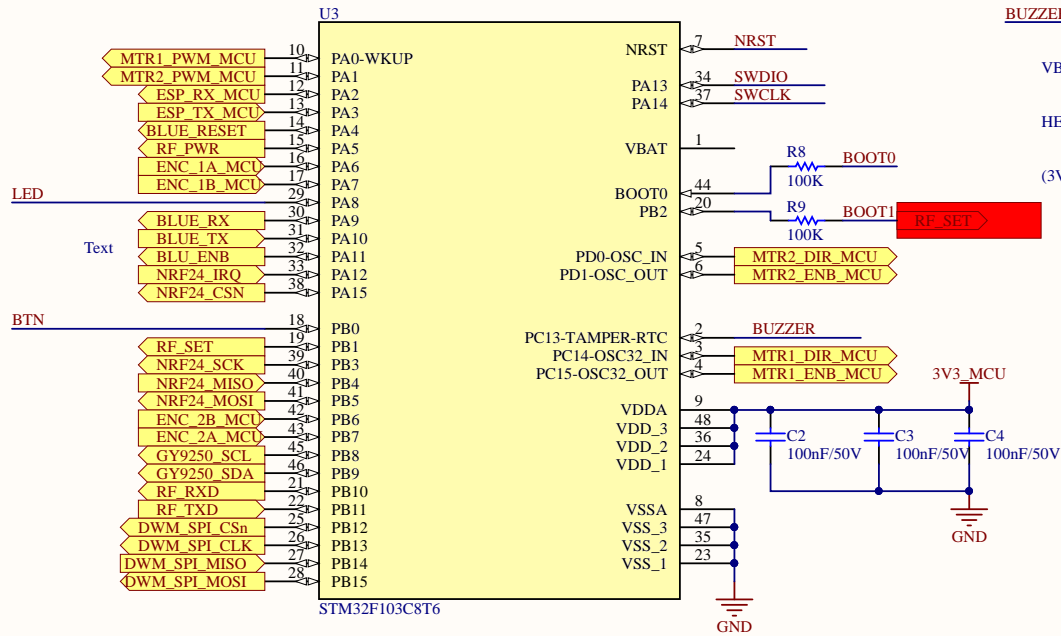 U3
BUZZER
10 PA0-WKUP MTR1_PWM_MCU
11 PA1 MTR2_PWM_MCU
12 PA2 ESP_RX_MCU
13 PA3 ESP_TX_MCU
14 PA4 BLUE_RESET
15 PA5 RF_PWR
16 PA6 ENC_1A_MCU
17 PA7 ENC_1B_MCU
LED 29 PA8
30 PA9 BLUE_RX
31 PA10 BLUE_TX
Text
32 PA11 BLU_ENB
33 PA12 NRF24_IRQ
38 PA15 NRF24_CSN
BTN 18 PB0
19 PB1 RF_SET
39 PB3 NRF24_SCK
40 PB4 NRF24_MISO
41 PB5 NRF24_MOSI
42 PB6 ENC_2B_MCU
43 PB7 ENC_2A_MCU
45 PB8 GY9250_SCL
46 PB9 GY9250_SDA
21 PB10 RF_RXD
22 PB11 RF_TXD
25 PB12 DWM_SPI_CSn
26 PB13 DWM_SPI_CLK
27 PB14 DWM_SPI_MISO
28 PB15 DWM_SPI_MOSI
STM32F103C8T6
NRST 7 NRST
PA13 34 SWDIO
PA14 37 SWCLK
VBAT 1
BOOT0 44
R8
100K
BOOT0
PB2 20
R9
100K
BOOT1
RF_SET
PD0-OSC_IN 5 MTR2_DIR_MCU
PD1-OSC_OUT 6 MTR2_ENB_MCU
PC13-TAMPER-RTC 2 BUZZER
PC14-OSC32_IN 3 MTR1_DIR_MCU
PC15-OSC32_OUT 4 MTR1_ENB_MCU
3V3_MCU
VDDA 9
VDD_3 48
VDD_2 36
VDD_1 24
C2
100nF/50V
C3
100nF/50V
C4
100nF/50V
GND
VSSA 8
VSS_3 47
VSS_2 35
VSS_1 23
GND
VB
HE
(3V